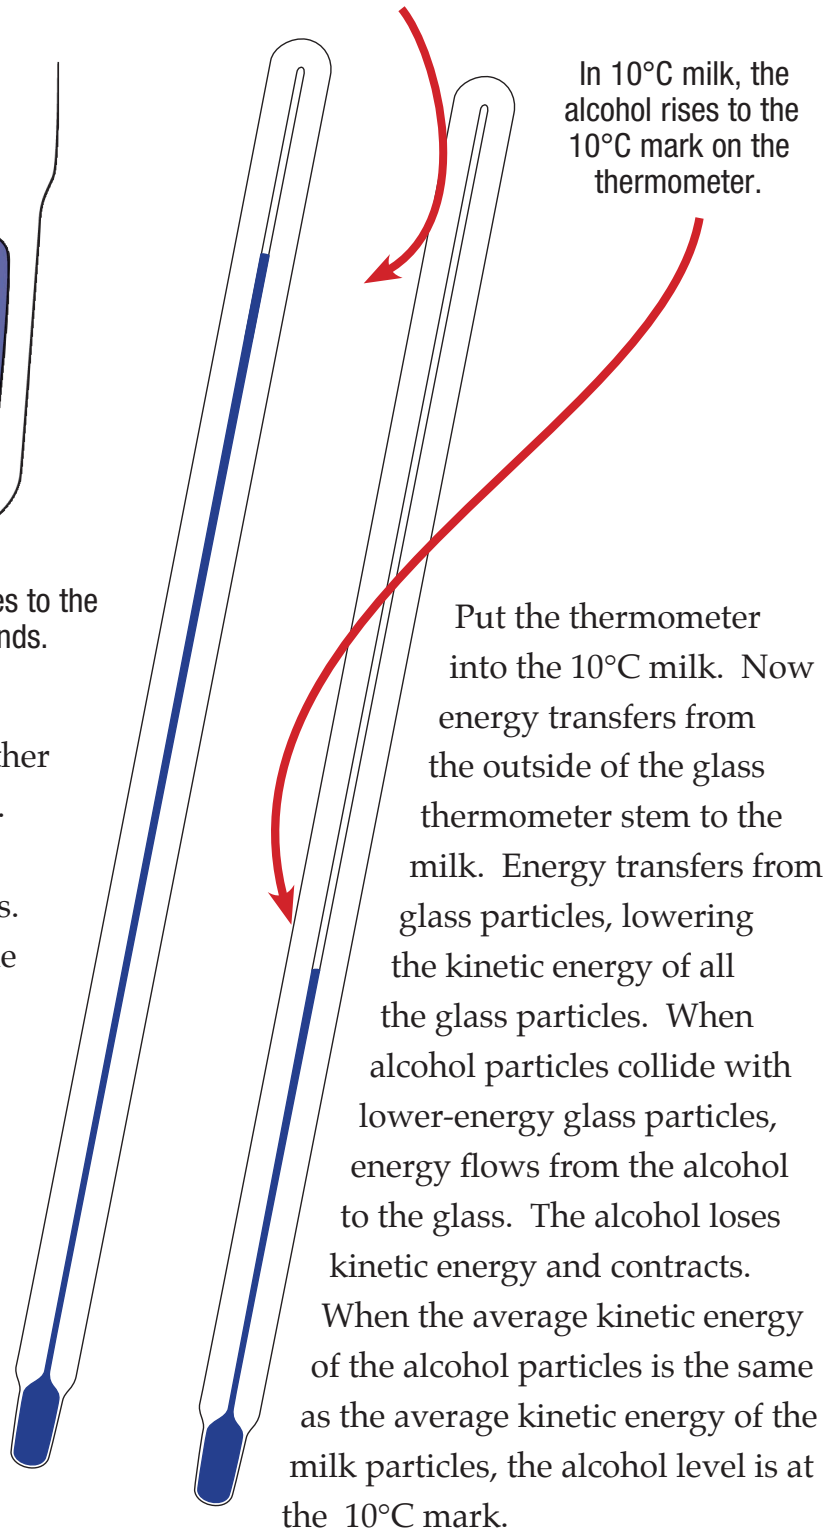 In 10°C milk, the
alcohol rises to the
10°C mark on the
thermometer.
to the
Put the thermometer
into the 10°C milk.  Now
energy transfers from
the outside of the glass
thermometer stem to the
milk.  Energy transfers from
glass particles, lowering
the kinetic energy of all
the glass particles.  When
alcohol particles collide with
lower-energy glass particles,
energy flows from the alcohol
to the glass.  The alcohol loses
kinetic energy and contracts.
When the average kinetic energy
of the alcohol particles is the same
as the average kinetic energy of the
milk particles, the alcohol level is at
the  10°C mark.